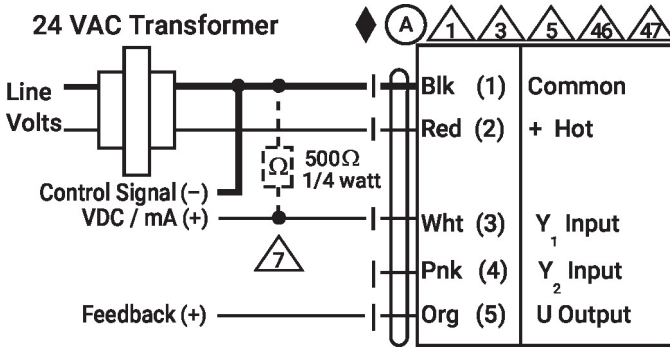 24 VAC Transformer
A 1 3 5 46 47
Line
Volts
Blk (1) Common
Red (2) + Hot
Ω 500Ω
1/4 watt
Control Signal (−)
VDC / mA (+)
7
Wht (3) Y1 Input
Pnk (4) Y2 Input
Feedback (+)
Org (5) U Output